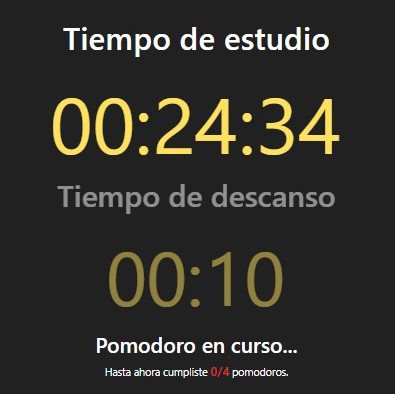 Tiempo de estudio
00:24:34
Tiempo de descanso
00:10
Pomodoro en curso...
Hasta ahora cumpliste 0/4 pomodoros.